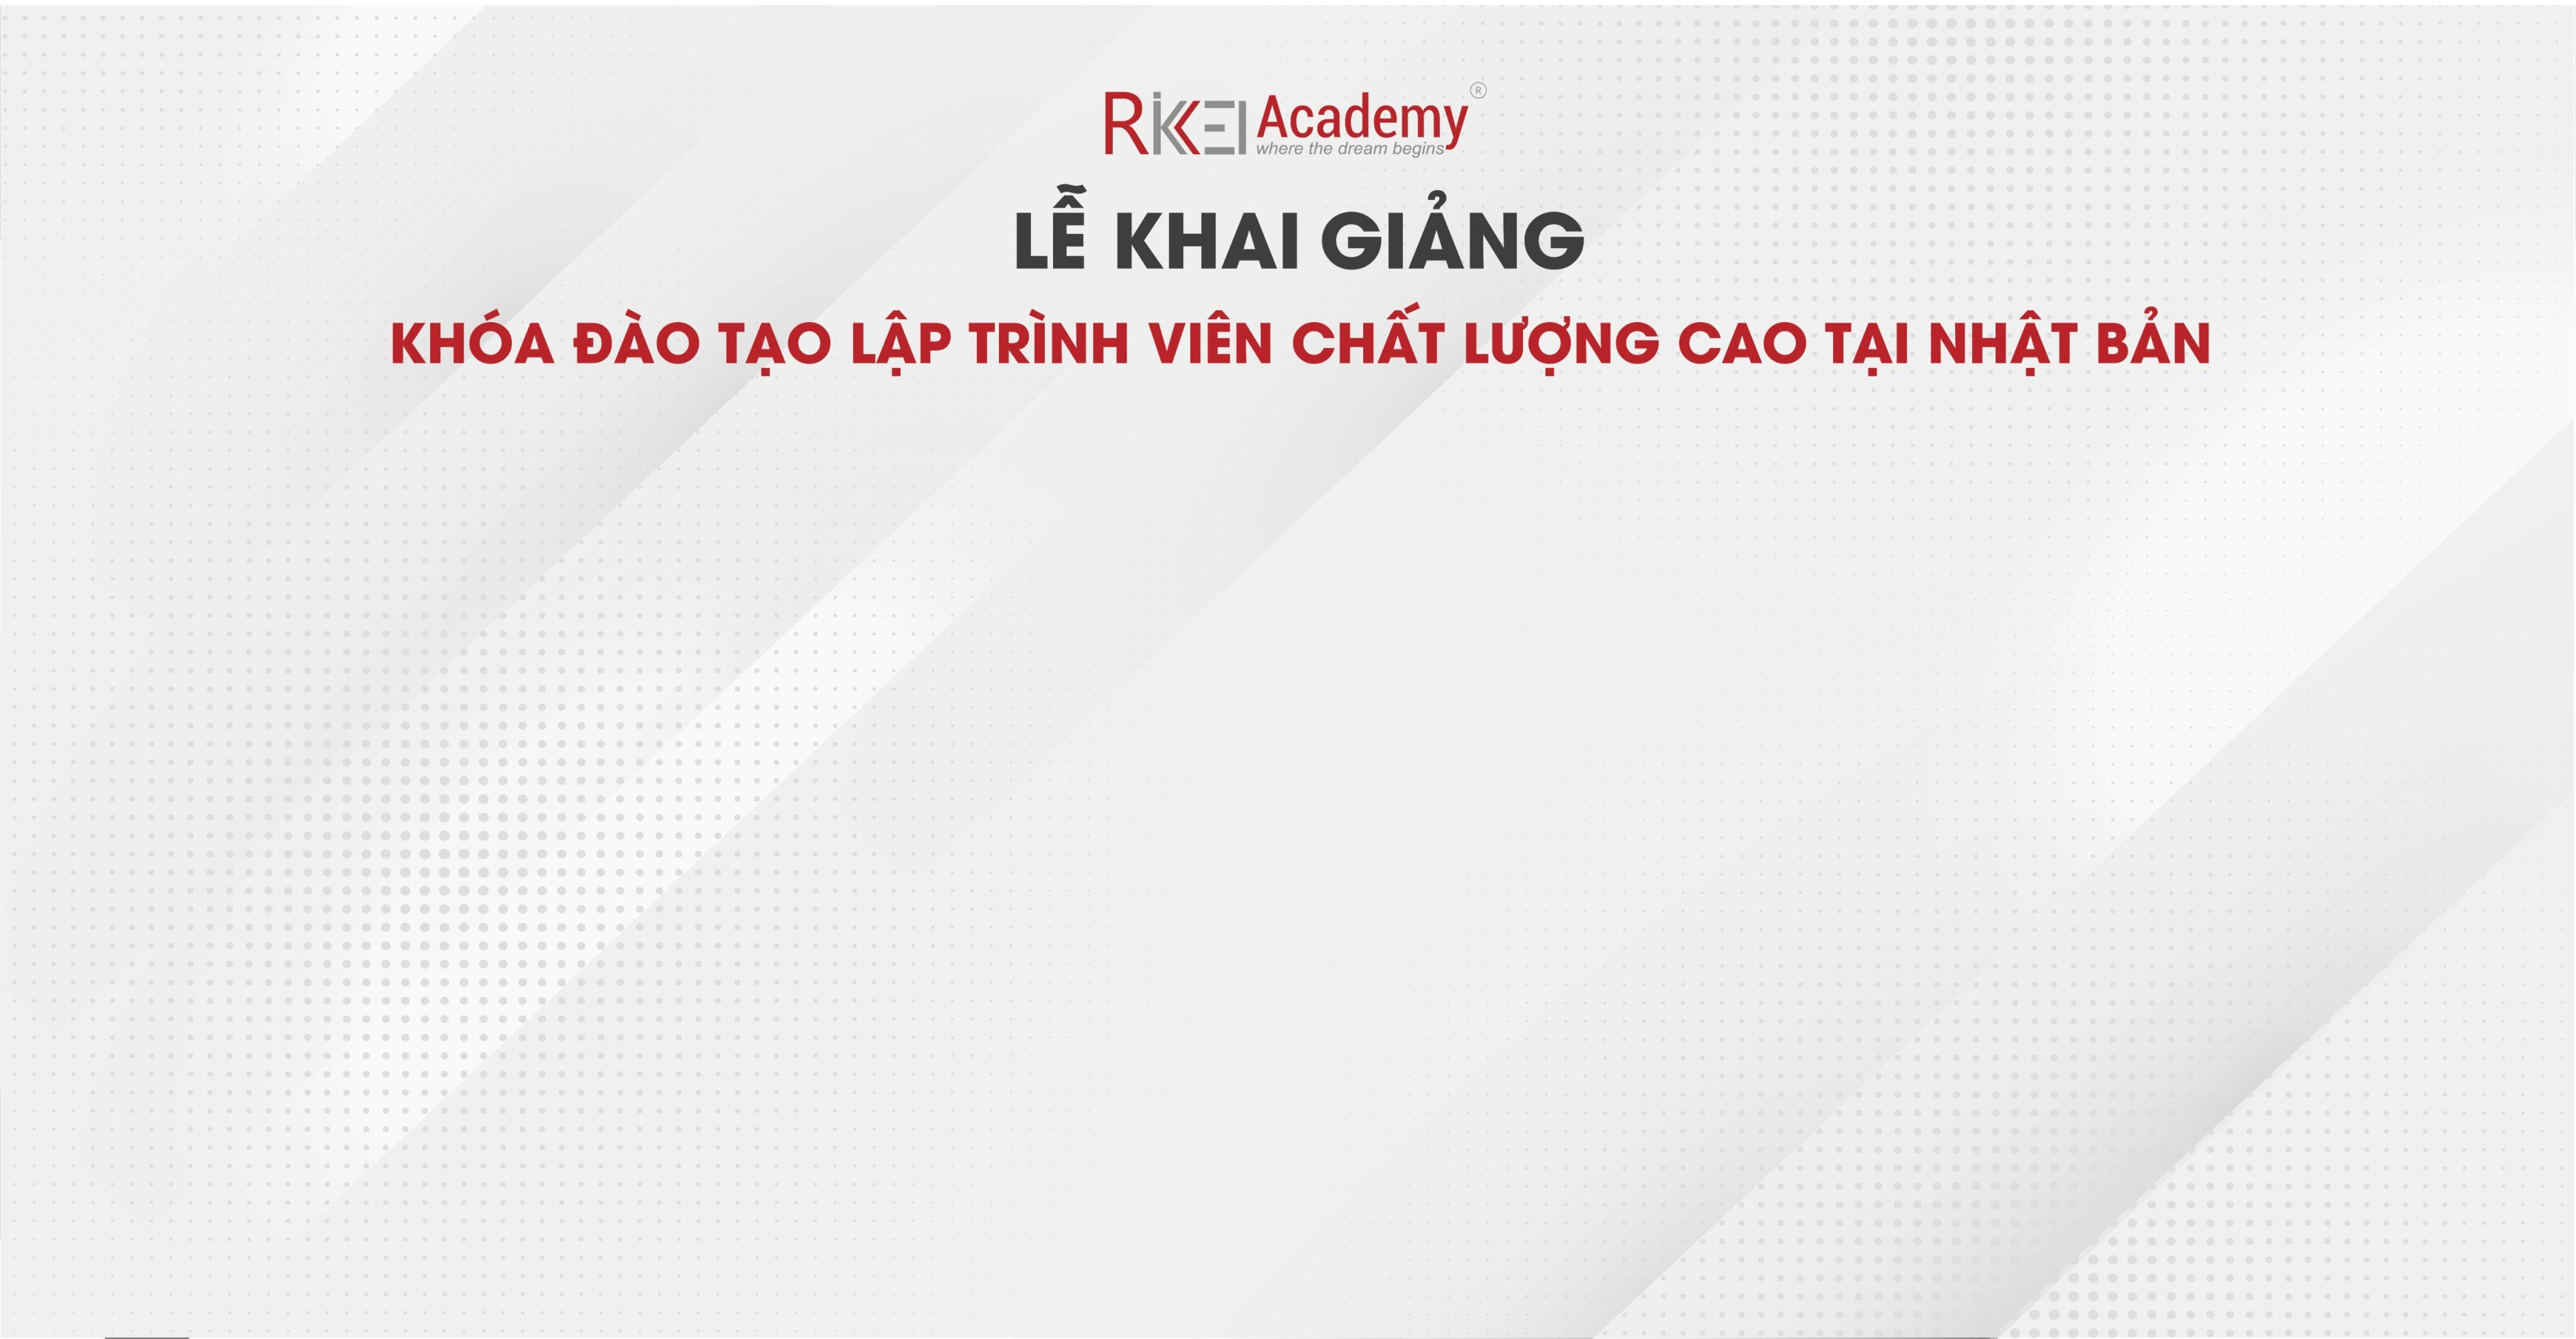 RIKKEI Academy ®
where the dream begins
LỄ KHAI GIẢNG
KHÓA ĐÀO TẠO LẬP TRÌNH VIÊN CHẤT LƯỢNG CAO TẠI NHẬT BẢN